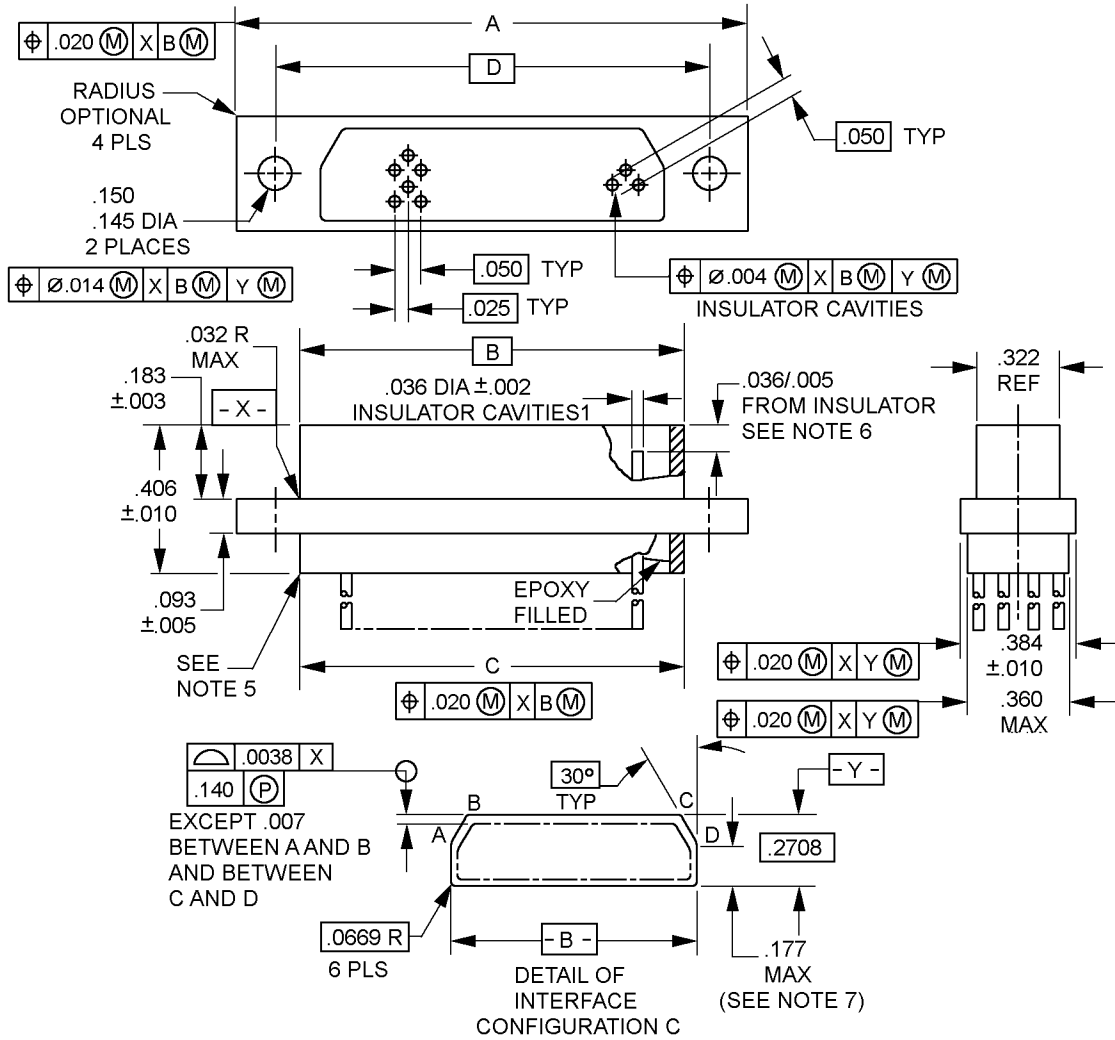 A
⌖ .020 Ⓜ X B Ⓜ
D
RADIUS
OPTIONAL
4 PLS
.050 TYP
.150
.145 DIA
2 PLACES
⌖ Ø.014 Ⓜ X B Ⓜ Y Ⓜ
.050 TYP
.025 TYP
⌖ Ø.004 Ⓜ X B Ⓜ Y Ⓜ
INSULATOR CAVITIES
.032 R
MAX
B
.183
±.003
- X -
.036 DIA ±.002
INSULATOR CAVITIES1
.036/.005
FROM INSULATOR
SEE NOTE 6
.322
REF
.406
±.010
.093
±.005
EPOXY
FILLED
SEE
NOTE 5
C
⌖ .020 Ⓜ X B Ⓜ
⌖ .020 Ⓜ X Y Ⓜ
.384
±.010
⌖ .020 Ⓜ X Y Ⓜ
.360
MAX
⌓ .0038 X
.140 Ⓟ
EXCEPT .007
BETWEEN A AND B
AND BETWEEN
C AND D
30°
TYP
- Y -
B
C
A
D
.2708
.0669 R
6 PLS
- B -
.177
MAX
(SEE NOTE 7)
DETAIL OF
INTERFACE
CONFIGURATION C